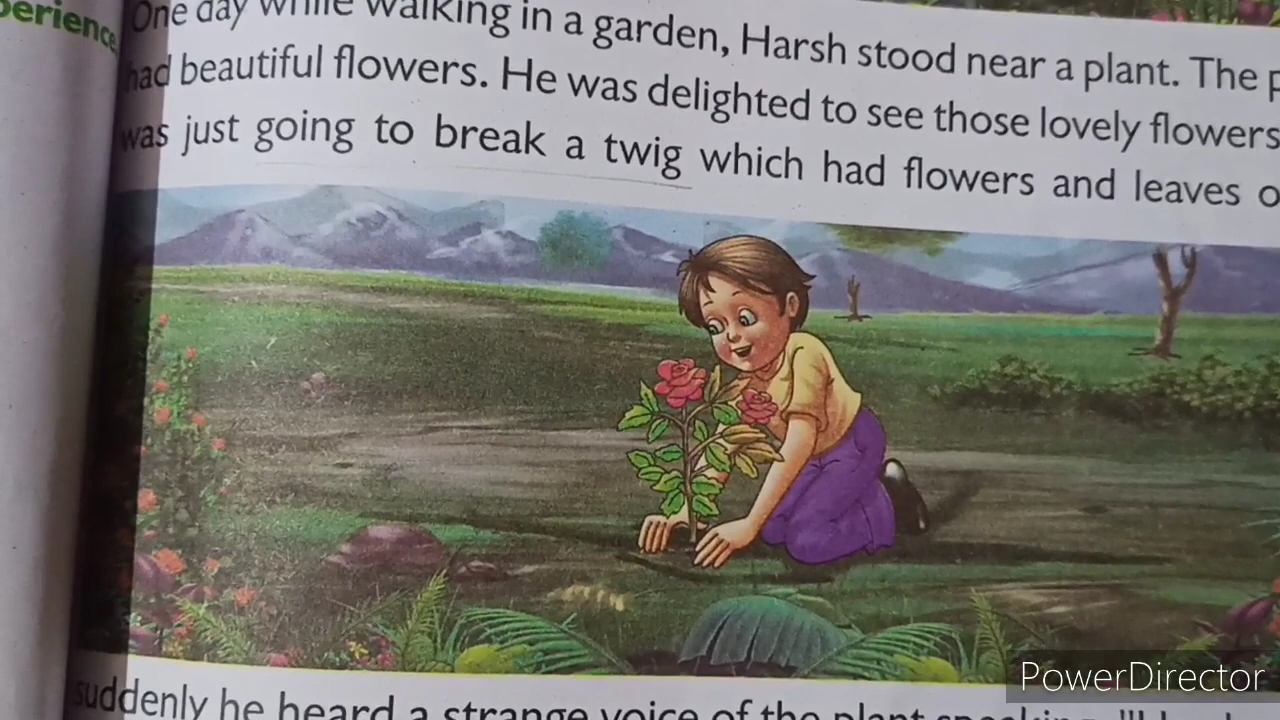 perience
One day while walking in a garden, Harsh stood near a plant. The
had beautiful flowers. He was delighted to see those lovely flowers
was just going to break a twig which had flowers and leaves
suddenly he heard a strange voice of the plant speaking
PowerDirector